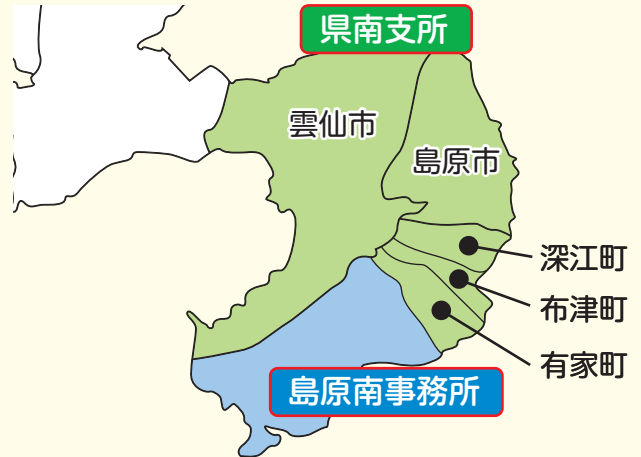 県南支所
雲仙市
島原市
深江町
布津町
有家町
島原南事務所